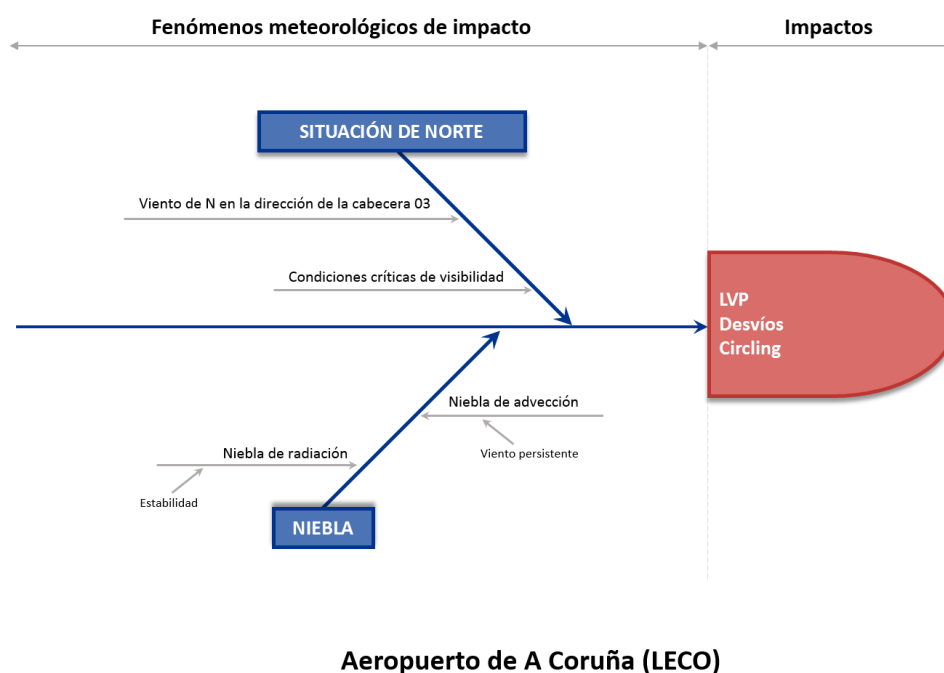 Fenómenos meteorológicos de impacto
Impactos
SITUACIÓN DE NORTE
Viento de N en la dirección de la cabecera 03
Condiciones críticas de visibilidad
LVP
Desvíos
Circling
Niebla de advección
Viento persistente
Niebla de radiación
Estabilidad
NIEBLA
Aeropuerto de A Coruña (LECO)